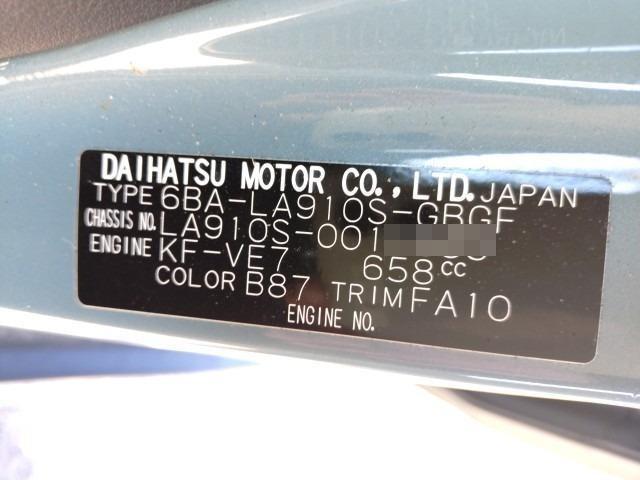 DAIHATSU MOTOR CO., LTD. JAPAN
TYPE 6BA-LA910S-GBGF
CHASSIS NO. LA910S-001
ENGINE KF-VE7 658cc
COLOR B87 TRIM FA10
ENGINE NO.